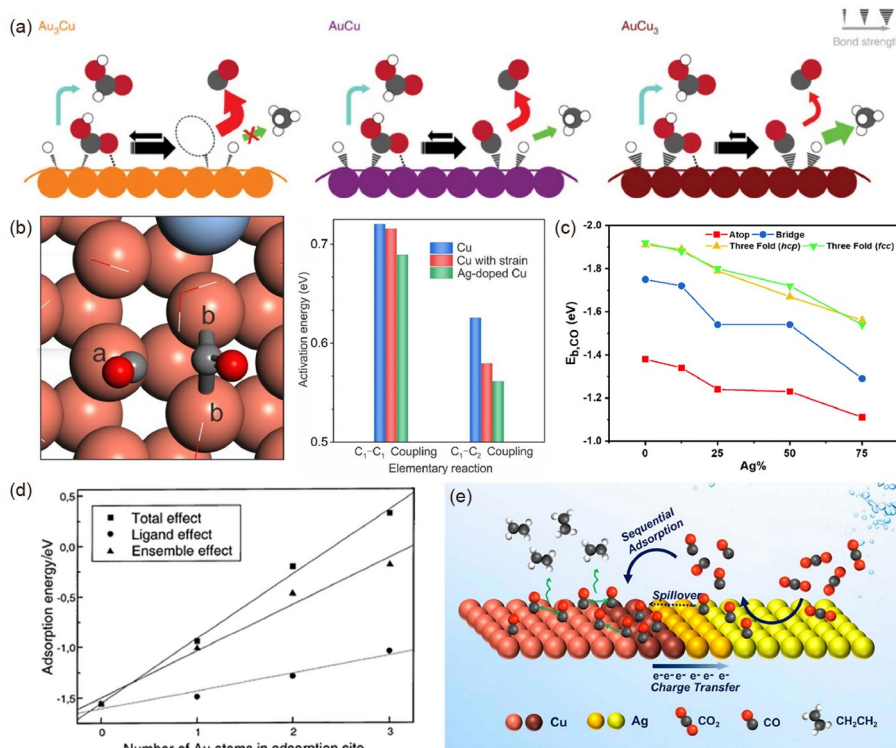 (a)
Au₃Cu
AuCu
AuCu₃
Bond strength
(b)
a
b
b
Activation energy (eV)
0.7
0.6
0.5
Cu
Cu with strain
Ag-doped Cu
C₁-C₁ Coupling
C₁-C₂ Coupling
Elementary reaction
(c)
Atop
Bridge
Three Fold (hcp)
Three Fold (fcc)
E_b,CO (eV)
-2.0
-1.8
-1.6
-1.4
-1.2
-1.0
0
25
50
75
Ag%
(d)
Total effect
Ligand effect
Ensemble effect
Adsorption energy/eV
0,5
0,0
-0,5
-1,0
-1,5
0
1
2
3
Number of Au atoms in adsorption site
(e)
Sequential
Adsorption
Spillover
e- e- e- e- e- e-
Charge Transfer
Cu
Ag
CO₂
CO
CH₂CH₂